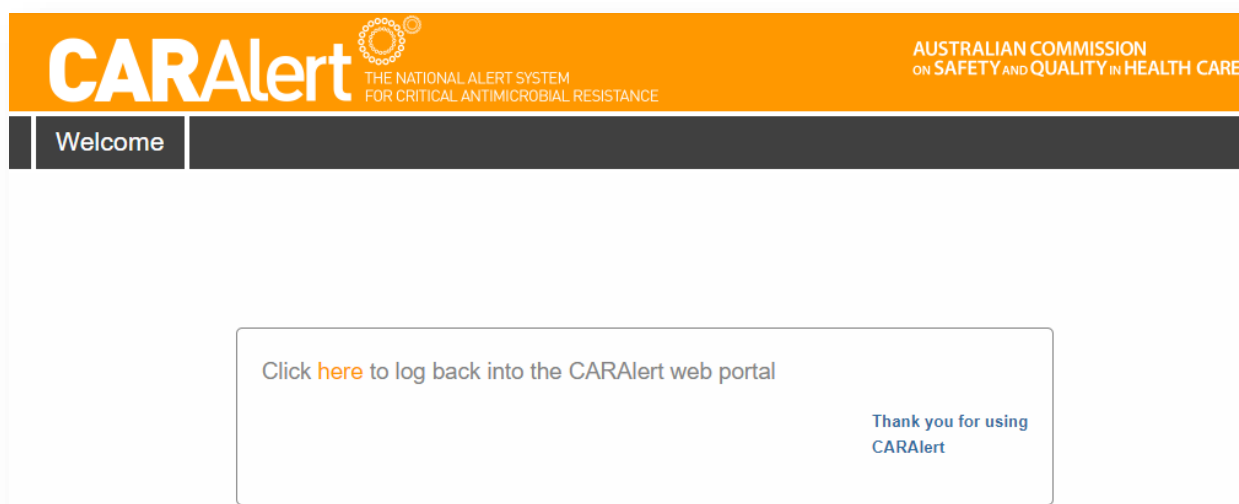 CARAlert
THE NATIONAL ALERT SYSTEM
FOR CRITICAL ANTIMICROBIAL RESISTANCE
AUSTRALIAN COMMISSION
ON SAFETY AND QUALITY IN HEALTH CARE
Welcome
Click here to log back into the CARAlert web portal
Thank you for using
CARAlert